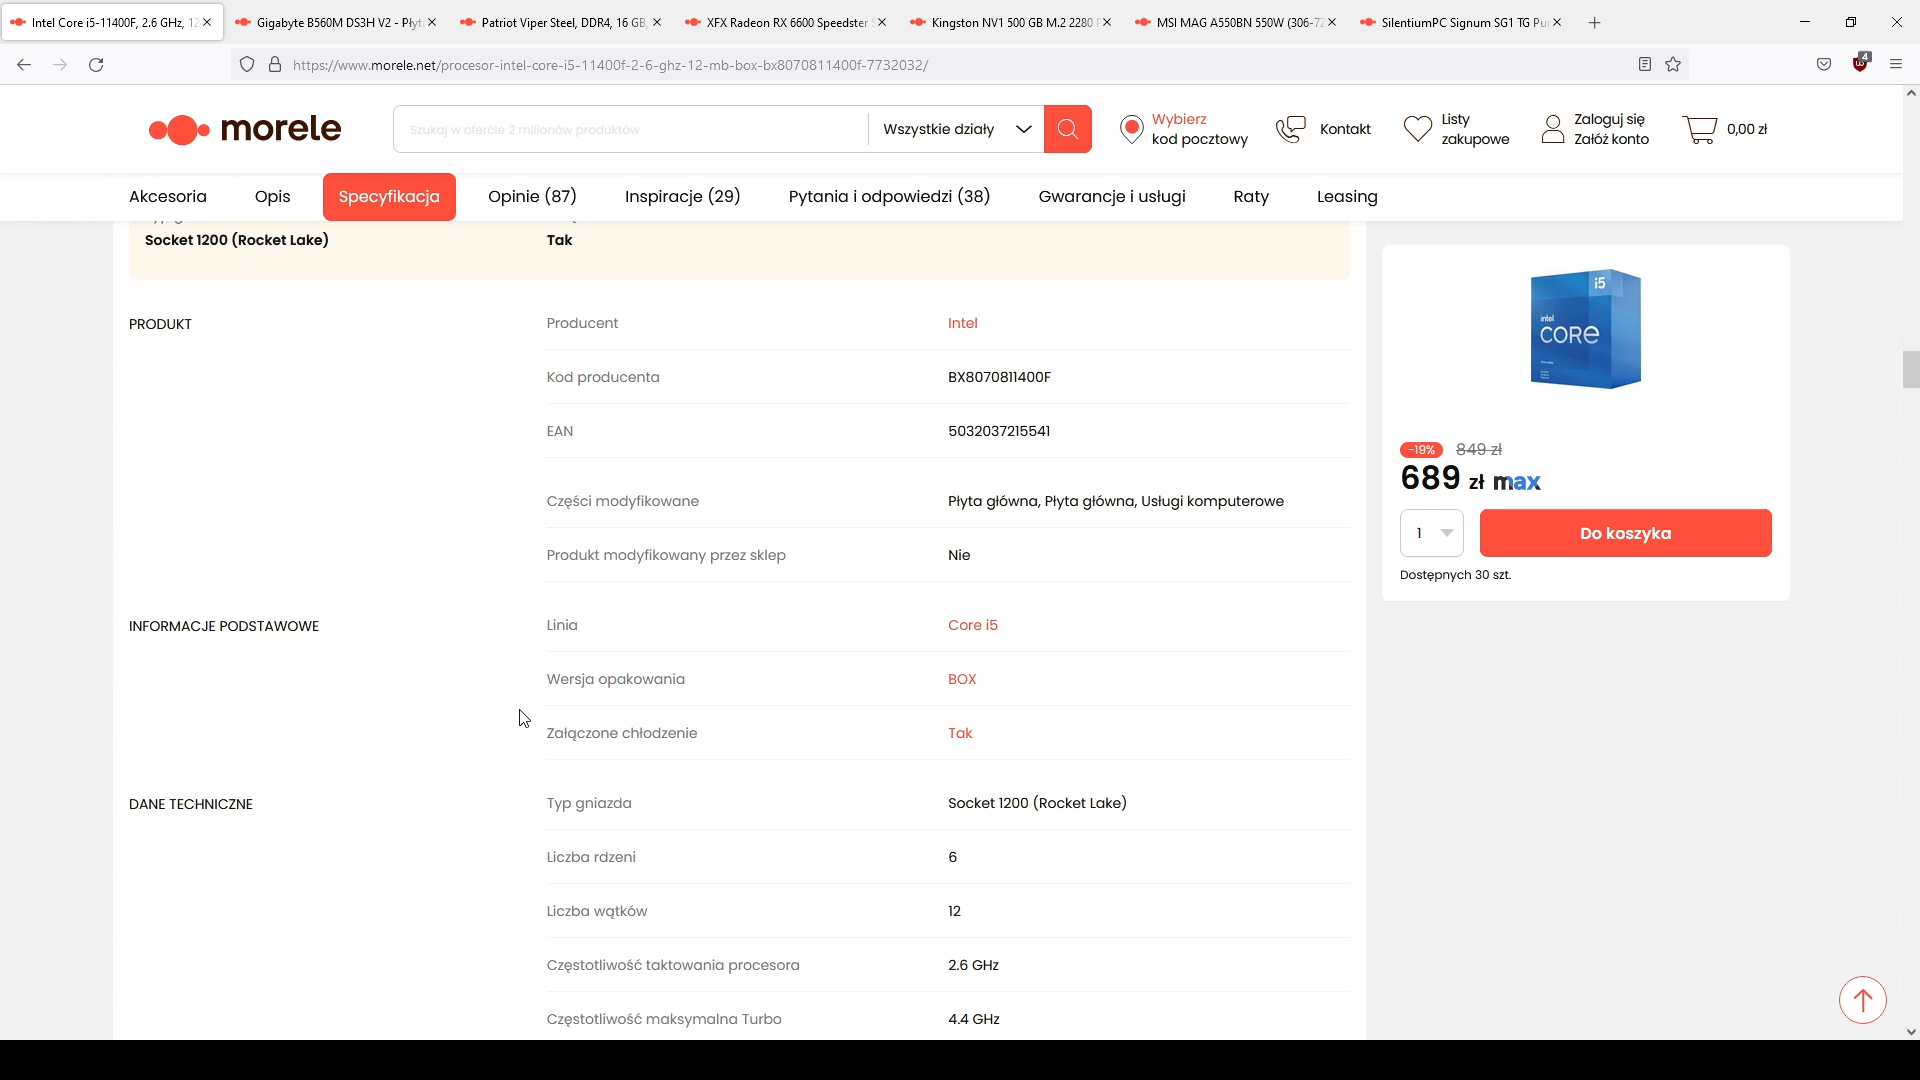 Intel Core i5-11400F, 2.6 GHz, 12
Gigabyte B560M DS3H V2 - Płyt
Patriot Viper Steel, DDR4, 16 GB
XFX Radeon RX 6600 Speedster S
Kingston NV1 500 GB M.2 2280 P
MSI MAG A550BN 550W (306-7Z
SilentiumPC Signum SG1 TG Pu
https://www.morele.net/procesor-intel-core-i5-11400f-2-6-ghz-12-mb-box-bx8070811400f-7732032/
4
morele
Szukaj w ofercie 2 milionów produktów
Wszystkie działy
Wybierz
kod pocztowy
Kontakt
Listy
zakupowe
Zaloguj się
Załóż konto
0,00 zł
Akcesoria
Opis
Specyfikacja
Opinie (87)
Inspiracje (29)
Pytania i odpowiedzi (38)
Gwarancje i usługi
Raty
Leasing
Socket 1200 (Rocket Lake)
Tak
PRODUKT
Producent
Intel
Kod producenta
BX8070811400F
EAN
5032037215541
Części modyfikowane
Płyta główna, Płyta główna, Usługi komputerowe
Produkt modyfikowany przez sklep
Nie
INFORMACJE PODSTAWOWE
Linia
Core i5
Wersja opakowania
BOX
Załączone chłodzenie
Tak
DANE TECHNICZNE
Typ gniazda
Socket 1200 (Rocket Lake)
Liczba rdzeni
6
Liczba wątków
12
Częstotliwość taktowania procesora
2.6 GHz
Częstotliwość maksymalna Turbo
4.4 GHz
i5
intel
CORE
-19%
849 zł
689 zł max
1
Do koszyka
Dostępnych 30 szt.